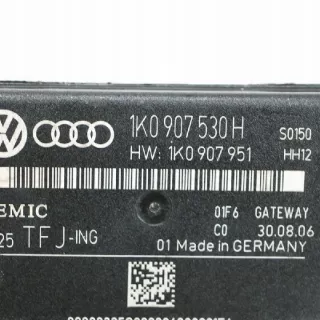 1K0 907 530 H S0150
HW: 1K0 907 951 HH12
EMIC 01F6 GATEWAY
25 TFJ-ING C0 30.08.06
01 Made in GERMANY